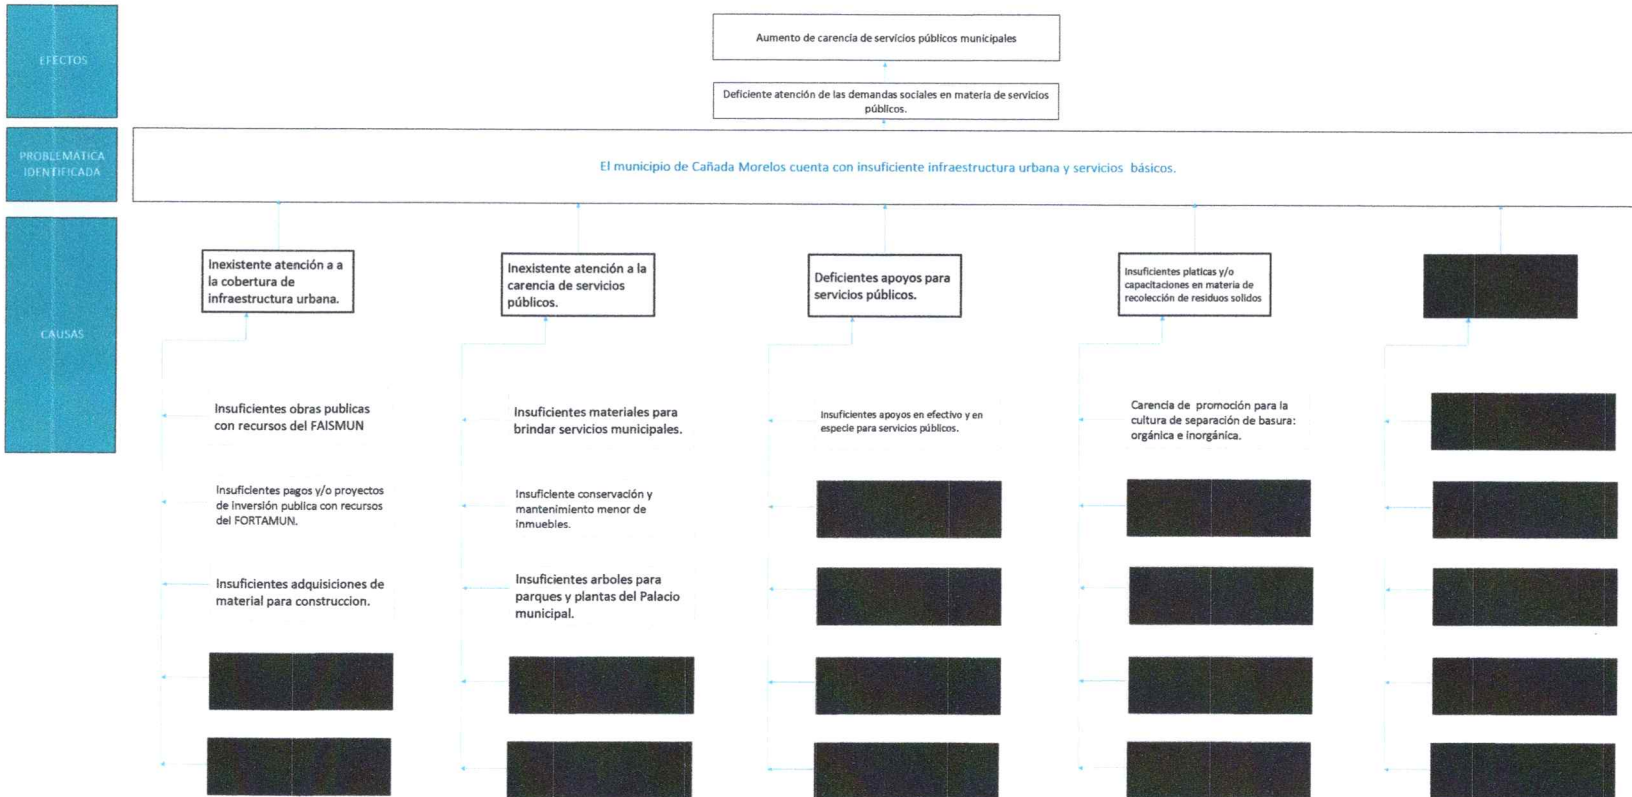 EFECTOS
Aumento de carencia de servicios públicos municipales
Deficiente atención de las demandas sociales en materia de servicios
públicos.
PROBLEMATICA
IDENTIFICADA
El municipio de Cañada Morelos cuenta con insuficiente infraestructura urbana y servicios básicos.
CAUSAS
Inexistente atención a a
la cobertura de
infraestructura urbana.
Inexistente atención a la
carencia de servicios
públicos.
Deficientes apoyos para
servicios públicos.
Insuficientes platicas y/o
capacitaciones en materia de
recolección de residuos solidos
Insuficientes obras publicas
con recursos del FAISMUN
Insuficientes materiales para
brindar servicios municipales.
Insuficientes apoyos en efectivo y en
especie para servicios públicos.
Carencia de promoción para la
cultura de separación de basura:
orgánica e inorgánica.
Insuficientes pagos y/o proyectos
de inversión publica con recursos
del FORTAMUN.
Insuficiente conservación y
mantenimiento menor de
inmuebles.
Insuficientes adquisiciones de
material para construccion.
Insuficientes arboles para
parques y plantas del Palacio
municipal.